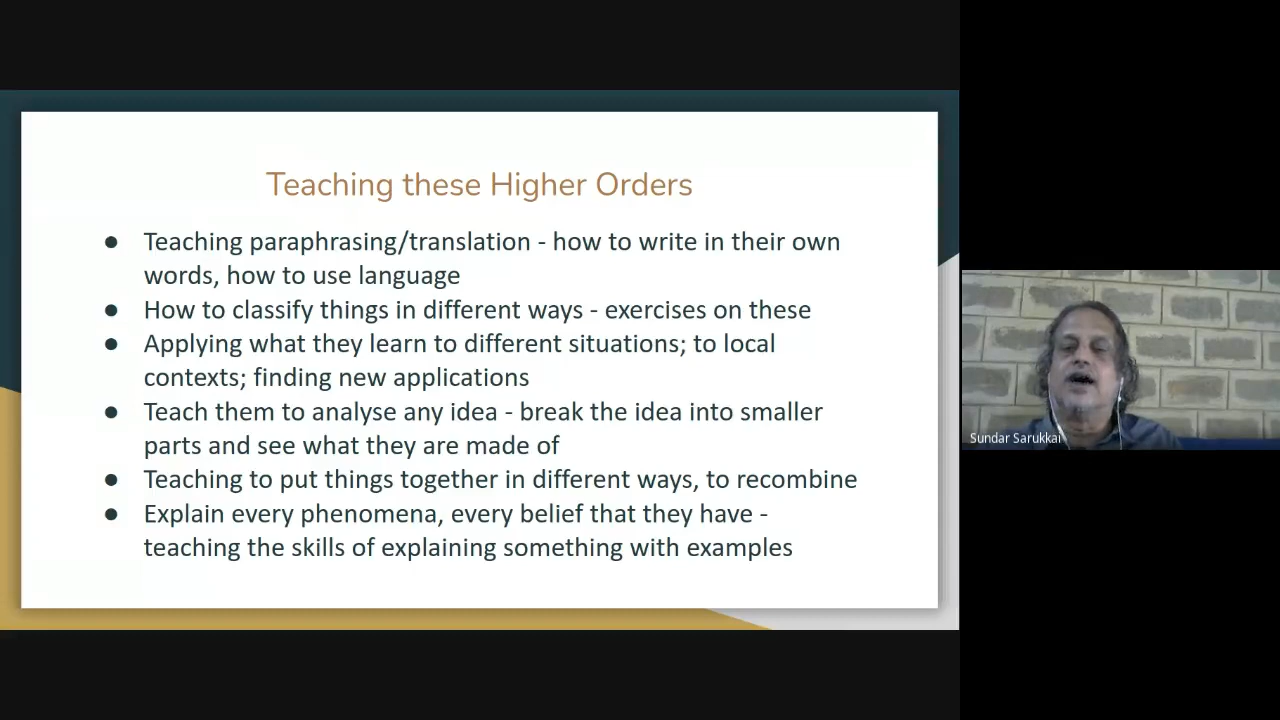 Teaching these Higher Orders
● Teaching paraphrasing/translation - how to write in their own
words, how to use language
● How to classify things in different ways - exercises on these
● Applying what they learn to different situations; to local
contexts; finding new applications
● Teach them to analyse any idea - break the idea into smaller
parts and see what they are made of
● Teaching to put things together in different ways, to recombine
● Explain every phenomena, every belief that they have -
teaching the skills of explaining something with examples
Sundar Sarukkai